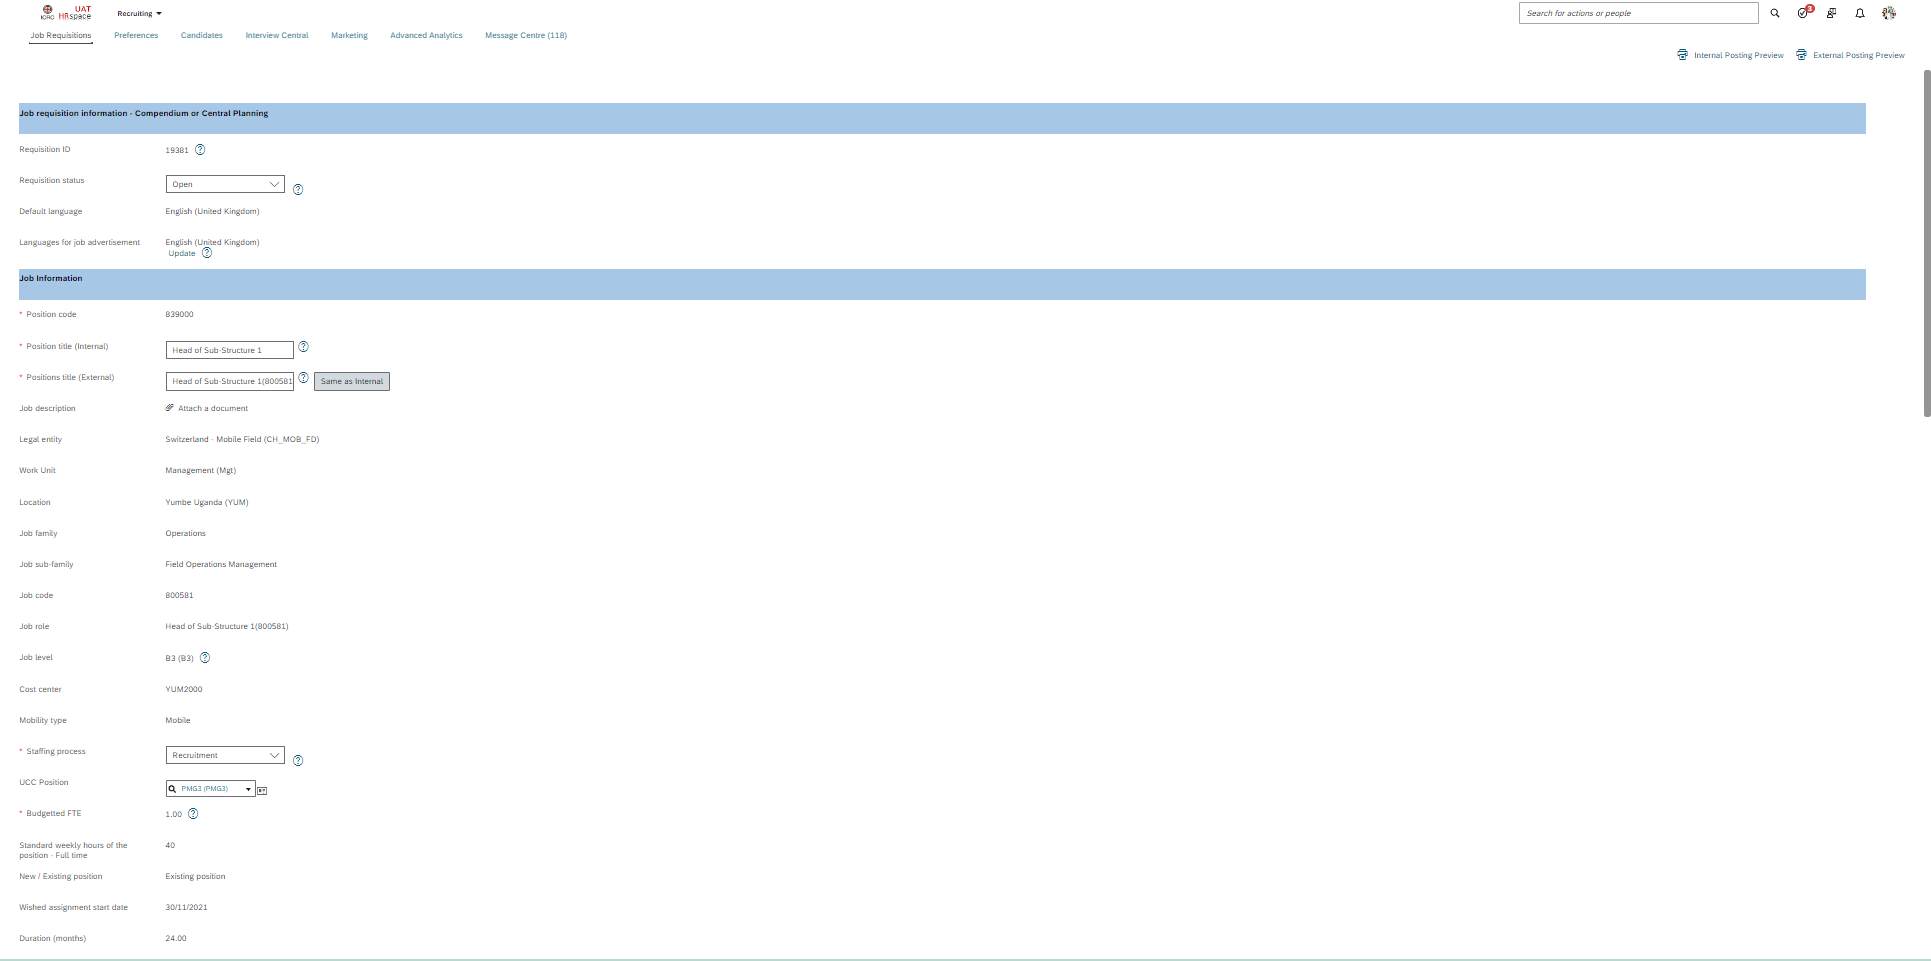 ICRC UAT HRspace Recruiting Search for actions or people 3
Job Requisitions Preferences Candidates Interview Central Marketing Advanced Analytics Message Centre (118)
Internal Posting Preview External Posting Preview
Job requisition information - Compendium or Central Planning
Requisition ID 19381 ?
Requisition status Open ?
Default language English (United Kingdom)
Languages for job advertisement English (United Kingdom)
Update ?
Job Information
* Position code 839000
* Position title (Internal) Head of Sub-Structure 1 ?
* Positions title (External) Head of Sub-Structure 1(800581 ? Same as Internal
Job description Attach a document
Legal entity Switzerland - Mobile Field (CH_MOB_FD)
Work Unit Management (Mgt)
Location Yumbe Uganda (YUM)
Job family Operations
Job sub-family Field Operations Management
Job code 800581
Job role Head of Sub-Structure 1(800581)
Job level B3 (B3) ?
Cost center YUM2000
Mobility type Mobile
* Staffing process Recruitment ?
UCC Position PMG3 (PMG3)
* Budgetted FTE 1.00 ?
Standard weekly hours of the 40
position - Full time
New / Existing position Existing position
Wished assignment start date 30/11/2021
Duration (months) 24.00